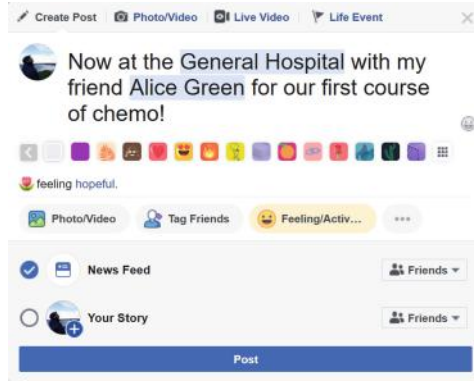 Create Post Photo/Video Live Video Life Event
Now at the General Hospital with my
friend Alice Green for our first course
of chemo!
feeling hopeful.
Photo/Video Tag Friends Feeling/Activ...
News Feed Friends
Your Story Friends
Post